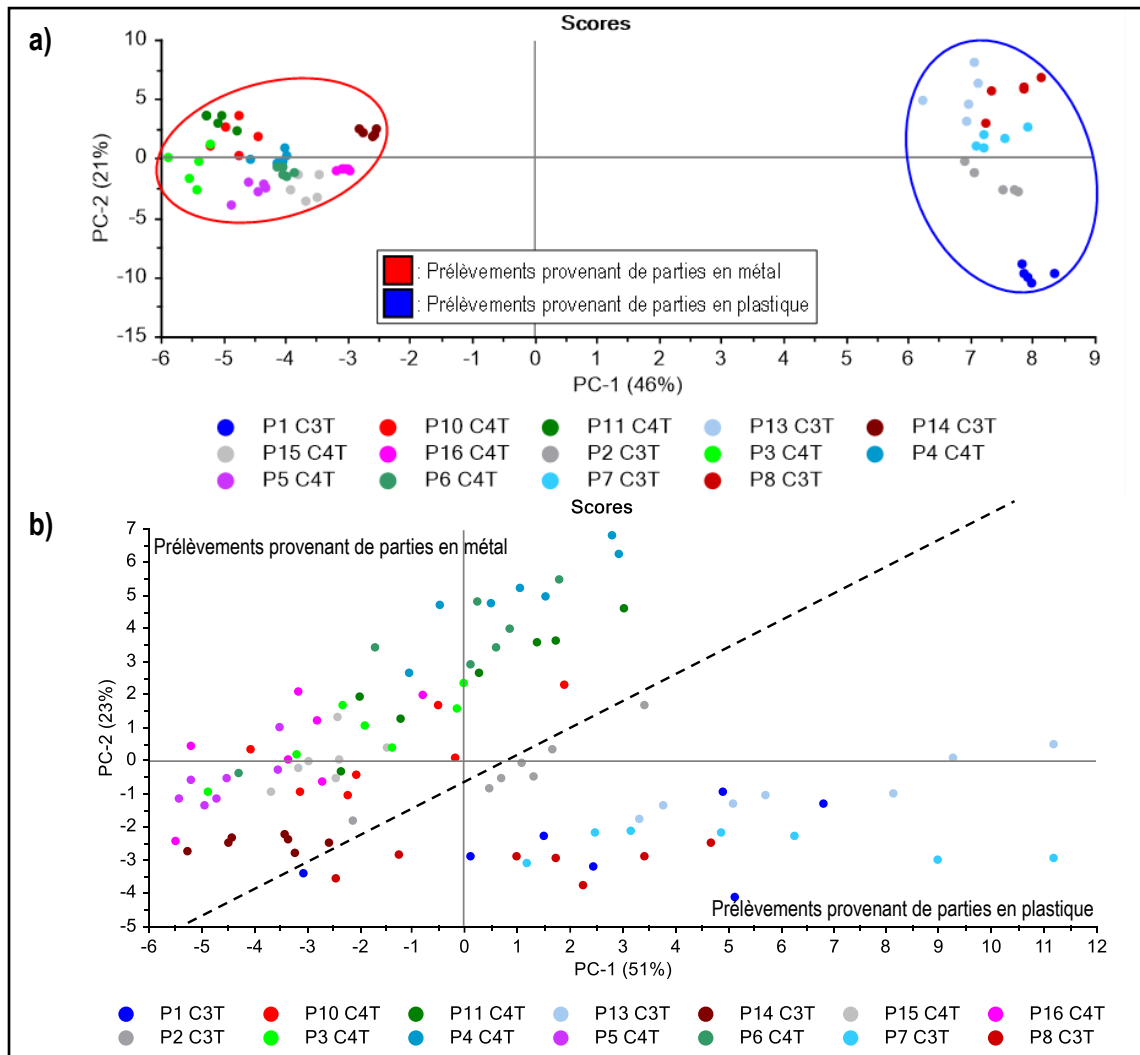 a)
Scores
10
5
0
-5
-10
-15
PC-2 (21%)
-6 -5 -4 -3 -2 -1 0 1 2 3 4 5 6 7 8 9
PC-1 (46%)
: Prélèvements provenant de parties en métal
: Prélèvements provenant de parties en plastique
P1 C3T P10 C4T P11 C4T P13 C3T P14 C3T
P15 C4T P16 C4T P2 C3T P3 C4T P4 C4T
P5 C4T P6 C4T P7 C3T P8 C3T
b)
Scores
Prélèvements provenant de parties en métal
7
6
5
4
3
2
1
0
-1
-2
-3
-4
-5
PC-2 (23%)
Prélèvements provenant de parties en plastique
-6 -5 -4 -3 -2 -1 0 1 2 3 4 5 6 7 8 9 10 11 12
PC-1 (51%)
P1 C3T P10 C4T P11 C4T P13 C3T P14 C3T P15 C4T P16 C4T
P2 C3T P3 C4T P4 C4T P5 C4T P6 C4T P7 C3T P8 C3T